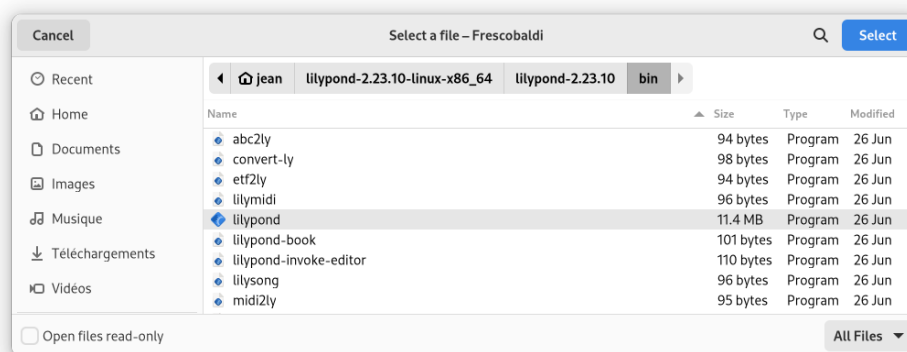 Cancel Select a file – Frescobaldi Select
Recent
Home
Documents
Images
Musique
Téléchargements
Vidéos
jean lilypond-2.23.10-linux-x86_64 lilypond-2.23.10 bin
Name Size Type Modified
abc2ly 94 bytes Program 26 Jun
convert-ly 98 bytes Program 26 Jun
etf2ly 94 bytes Program 26 Jun
lilymidi 96 bytes Program 26 Jun
lilypond 11.4 MB Program 26 Jun
lilypond-book 101 bytes Program 26 Jun
lilypond-invoke-editor 110 bytes Program 26 Jun
lilysong 96 bytes Program 26 Jun
midi2ly 95 bytes Program 26 Jun
Open files read-only All Files